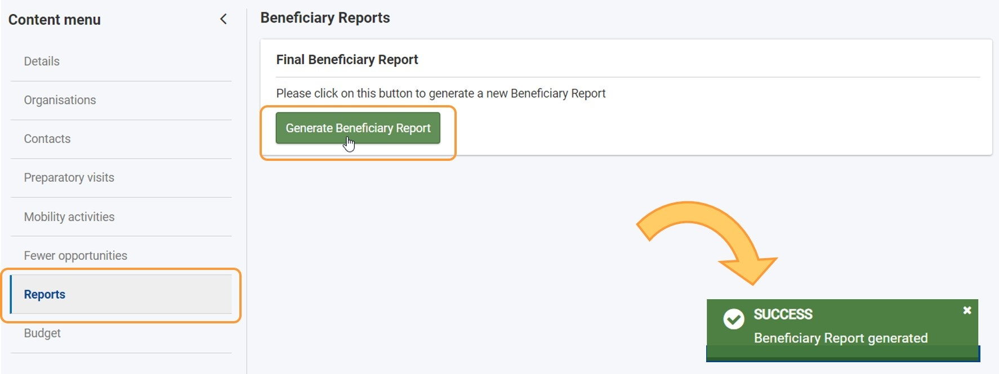 Content menu
Details
Organisations
Contacts
Preparatory visits
Mobility activities
Fewer opportunities
Reports
Budget
Beneficiary Reports
Final Beneficiary Report
Please click on this button to generate a new Beneficiary Report
Generate Beneficiary Report
SUCCESS
Beneficiary Report generated